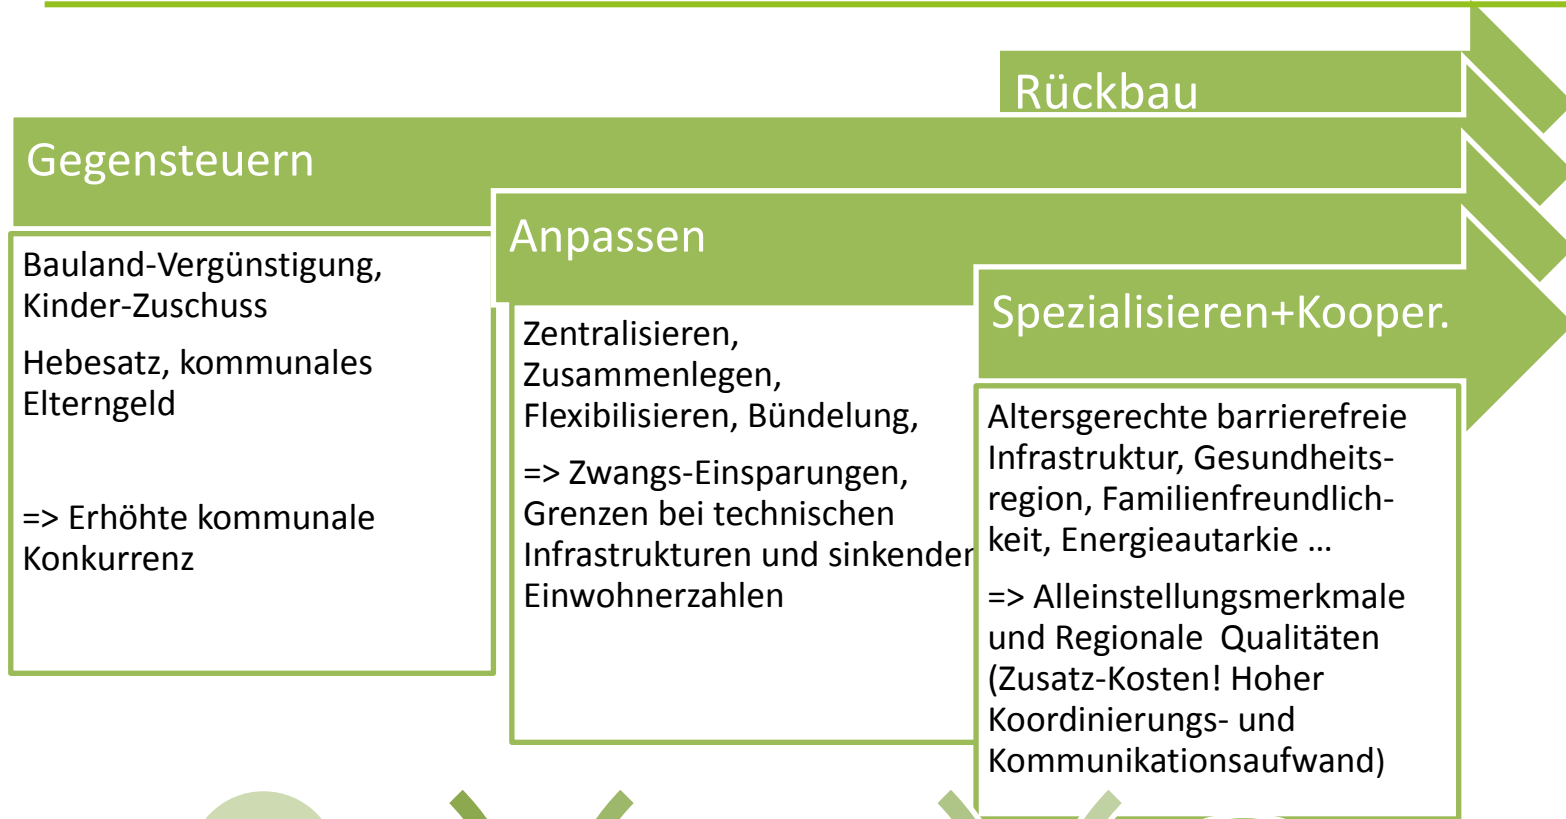 Rückbau
Gegensteuern
Bauland-Vergünstigung,
Kinder-Zuschuss
Hebesatz, kommunales
Elterngeld
=> Erhöhte kommunale
Konkurrenz
Anpassen
Zentralisieren,
Zusammenlegen,
Flexibilisieren, Bündelung,
=> Zwangs-Einsparungen,
Grenzen bei technischen
Infrastrukturen und sinkenden
Einwohnerzahlen
Spezialisieren+Kooper.
Altersgerechte barrierefreie
Infrastruktur, Gesundheits-
region, Familienfreundlich-
keit, Energieautarkie ...
=> Alleinstellungsmerkmale
und Regionale Qualitäten
(Zusatz-Kosten! Hoher
Koordinierungs- und
Kommunikationsaufwand)